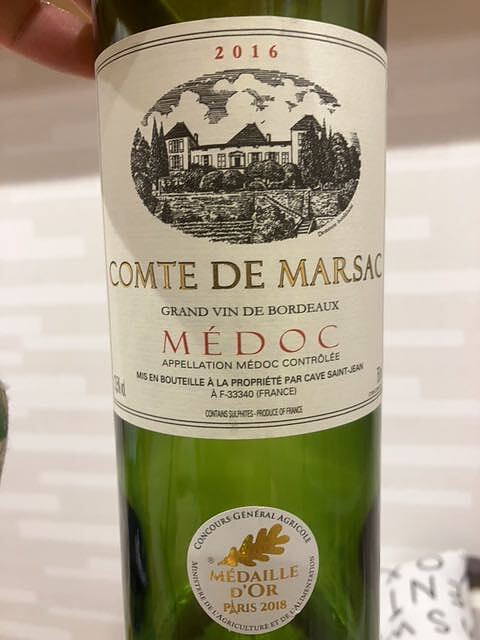 2016
COMTE DE MARSAC
GRAND VIN DE BORDEAUX
MÉDOC
APPELLATION MÉDOC CONTRÔLÉE
MIS EN BOUTEILLE À LA PROPRIÉTÉ PAR CAVE SAINT-JEAN
À F-33340 (FRANCE)
CONTAINS SULPHITES - PRODUCE OF FRANCE
CONCOURS GÉNÉRAL AGRICOLE
MÉDAILLE
D'OR
PARIS 2018
MINISTÈRE DE L'AGRICULTURE ET DE L'ALIMENTATION